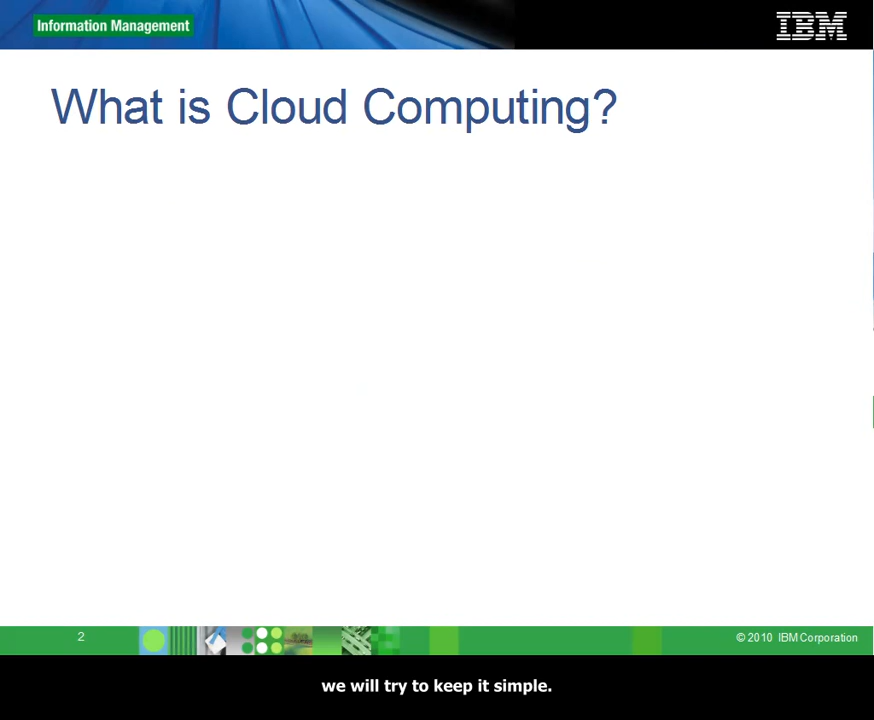 Information Management
IBM
What is Cloud Computing?
2
© 2010 IBM Corporation
we will try to keep it simple.